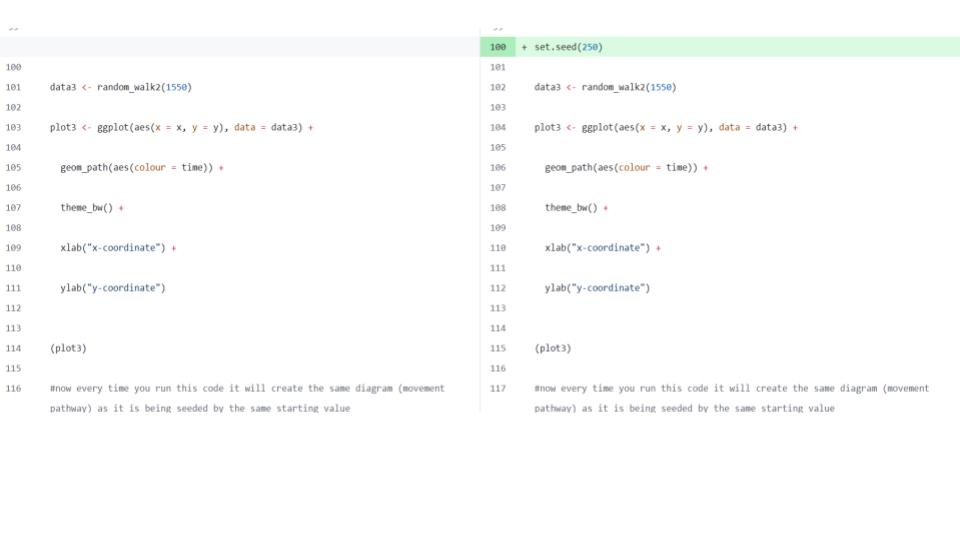 100 + set.seed(250)
100
101 data3 <- random_walk2(1550)
102
103 plot3 <- ggplot(aes(x = x, y = y), data = data3) +
104
105 geom_path(aes(colour = time)) +
106
107 theme_bw() +
108
109 xlab("x-coordinate") +
110
111 ylab("y-coordinate")
112
113
114 (plot3)
115
116 #now every time you run this code it will create the same diagram (movement
pathway) as it is being seeded by the same starting value
101
102 data3 <- random_walk2(1550)
103
104 plot3 <- ggplot(aes(x = x, y = y), data = data3) +
105
106 geom_path(aes(colour = time)) +
107
108 theme_bw() +
109
110 xlab("x-coordinate") +
111
112 ylab("y-coordinate")
113
114
115 (plot3)
116
117 #now every time you run this code it will create the same diagram (movement
pathway) as it is being seeded by the same starting value